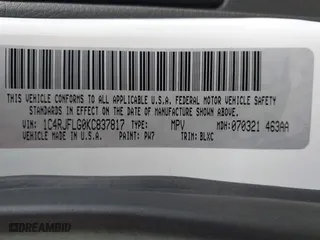 THIS VEHICLE CONFORMS TO ALL APPLICABLE U.S.A. FEDERAL MOTOR VEHICLE SAFETY
STANDARDS IN EFFECT ON THE DATE OF MANUFACTURE SHOWN ABOVE.
VIN: 1C4RJFLG0KC837817 TYPE: MPV MDH: 070321 463AA
VEHICLE MADE IN U.S.A. PAINT: PW7 TRIM: BLXC
DREAMBID